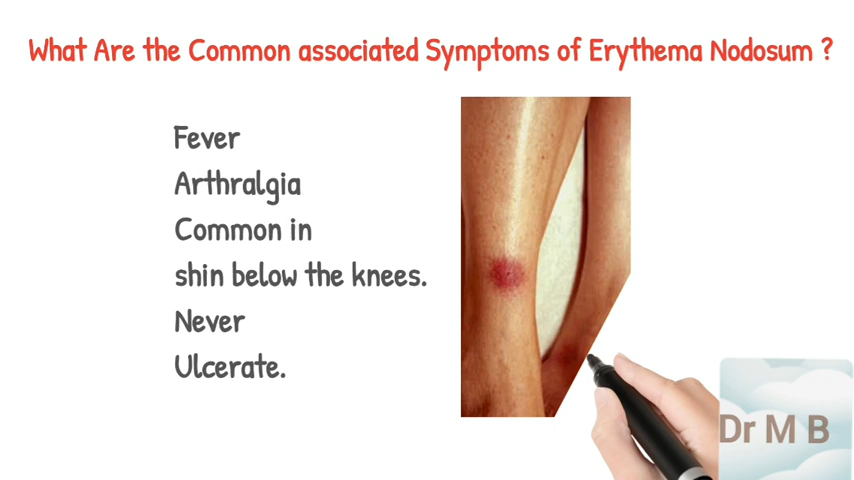 What Are the Common associated Symptoms of Erythema Nodosum ?
Fever
Arthralgia
Common in
shin below the knees.
Never
Ulcerate.
Dr M B